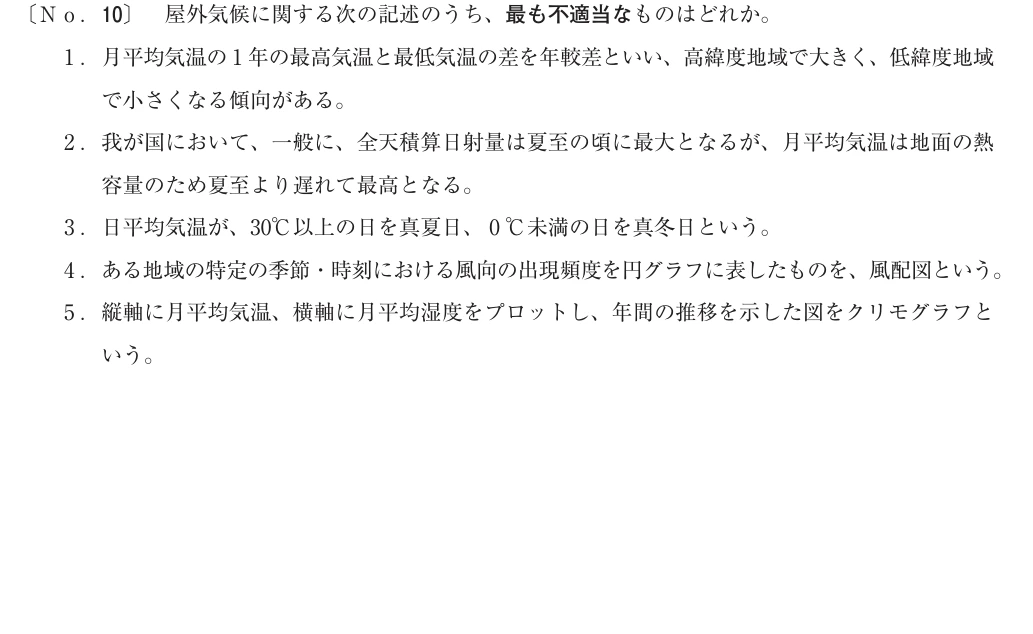 〔Ｎｏ．10〕　屋外気候に関する次の記述のうち、最も不適当なものはどれか。
１．月平均気温の１年の最高気温と最低気温の差を年較差といい、高緯度地域で大きく、低緯度地域
で小さくなる傾向がある。
２．我が国において、一般に、全天積算日射量は夏至の頃に最大となるが、月平均気温は地面の熱
容量のため夏至より遅れて最高となる。
３．日平均気温が、30℃以上の日を真夏日、０℃未満の日を真冬日という。
４．ある地域の特定の季節・時刻における風向の出現頻度を円グラフに表したものを、風配図という。
５．縦軸に月平均気温、横軸に月平均湿度をプロットし、年間の推移を示した図をクリモグラフと
いう。